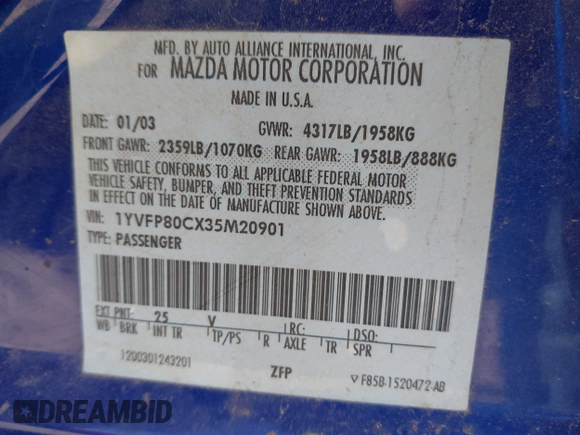 MFD. BY AUTO ALLIANCE INTERNATIONAL, INC.
FOR MAZDA MOTOR CORPORATION
MADE IN U.S.A.
DATE: 01/03 GVWR: 4317LB/1958KG
FRONT GAWR: 2359LB/1070KG REAR GAWR: 1958LB/888KG
THIS VEHICLE CONFORMS TO ALL APPLICABLE FEDERAL MOTOR
VEHICLE SAFETY, BUMPER, AND THEFT PREVENTION STANDARDS
IN EFFECT ON THE DATE OF MANUFACTURE SHOWN ABOVE.
VIN: 1YVFP80CX35M20901
TYPE: PASSENGER
EXT PNT: 25 V RC: DSO:
WB BRK INT TR TP/PS R AXLE TR SPR
1200301243201 ZFP F85B-1520472-AB
DREAMBID